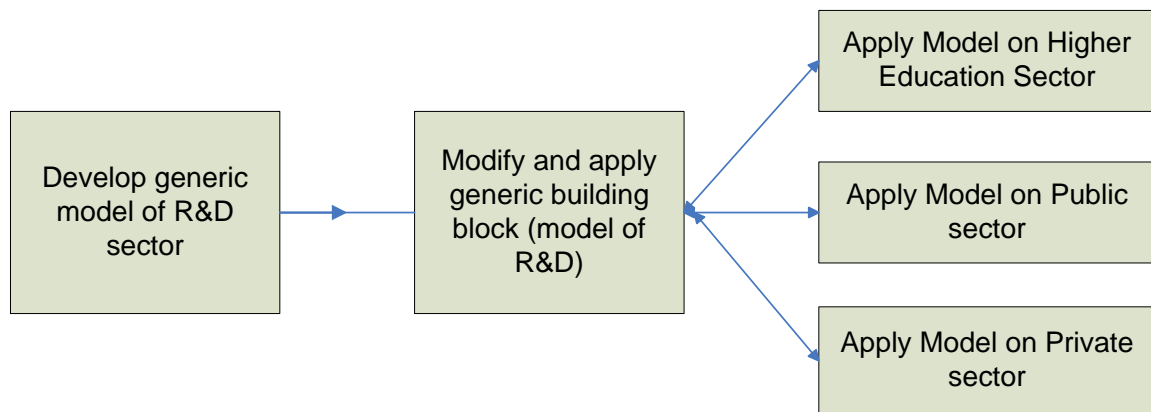 Develop generic
model of R&D
sector
Modify and apply
generic building
block (model of
R&D)
Apply Model on Higher
Education Sector
Apply Model on Public
sector
Apply Model on Private
sector